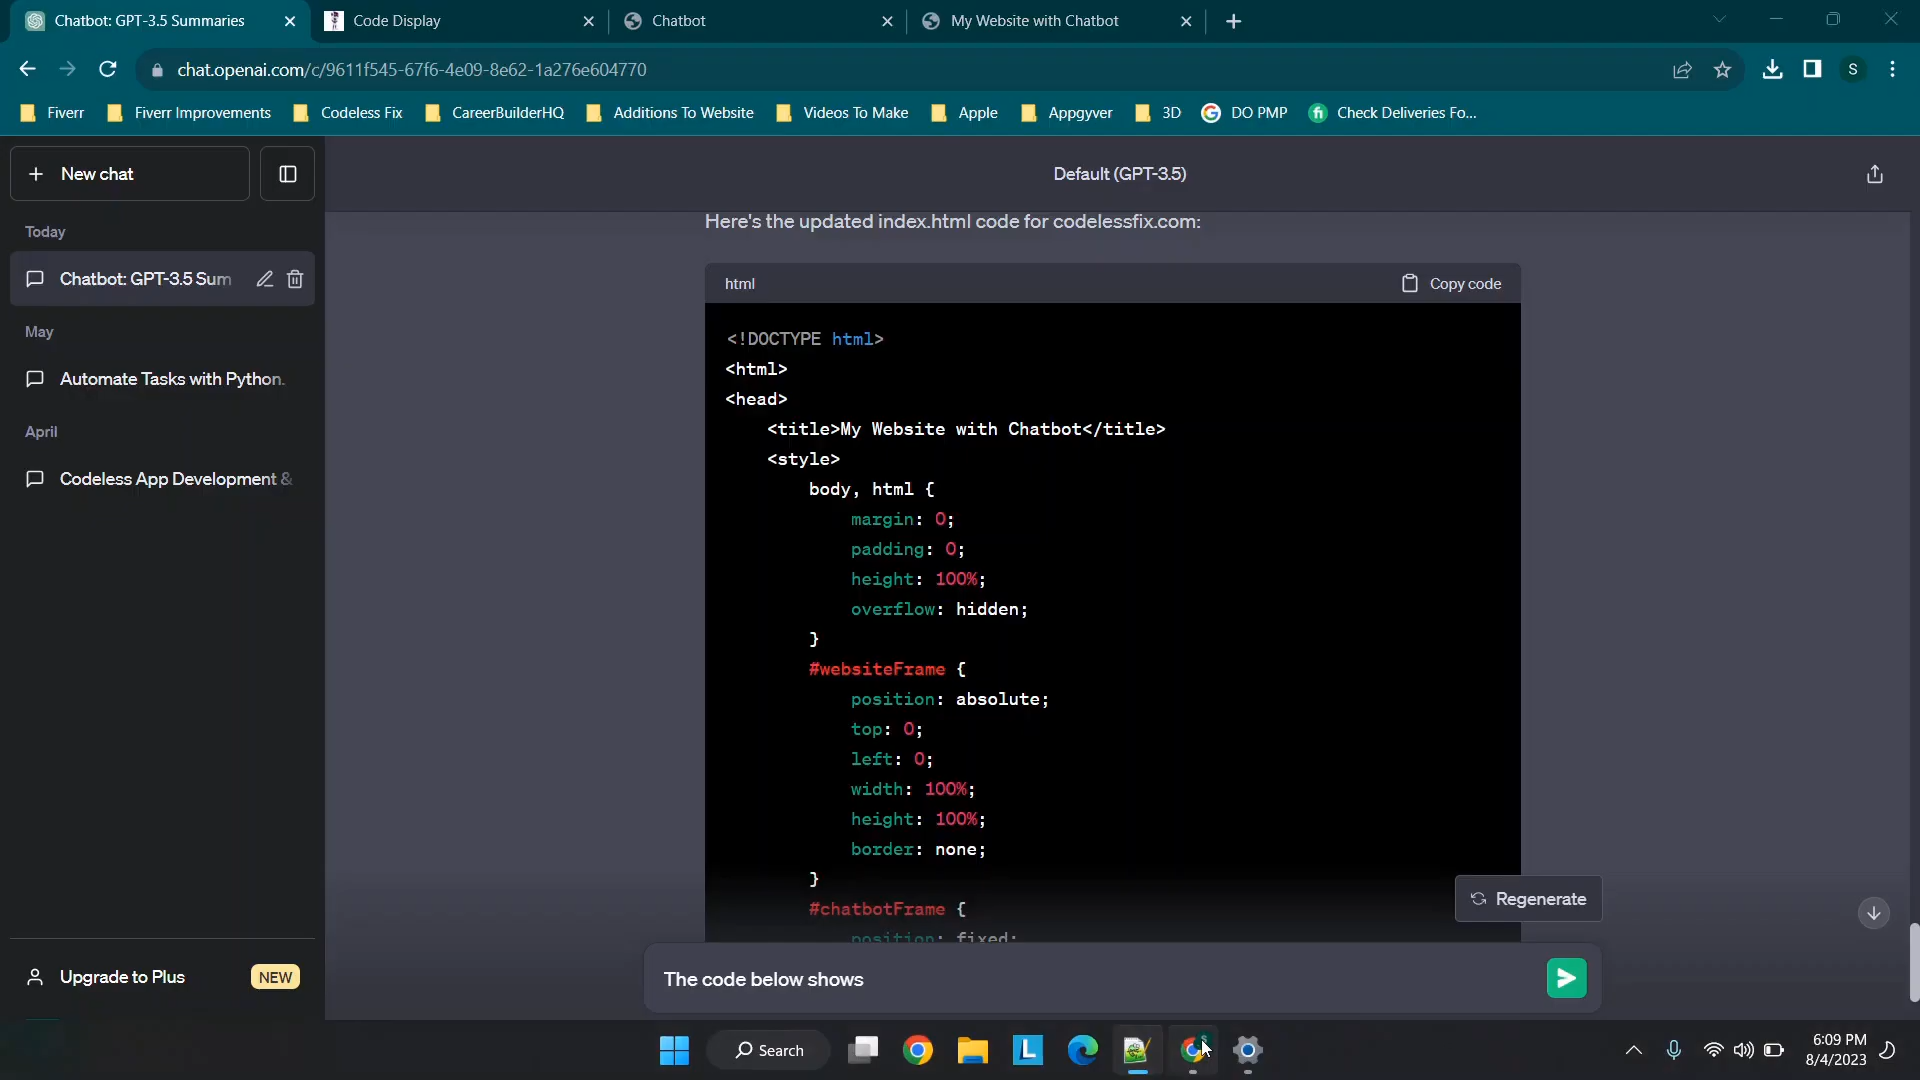 Chatbot: GPT-3.5 Summaries
Code Display
Chatbot
My Website with Chatbot
chat.openai.com/c/9611f545-67f6-4e09-8e62-1a276e604770
S
Fiverr
Fiverr Improvements
Codeless Fix
CareerBuilderHQ
Additions To Website
Videos To Make
Apple
Appgyver
3D
DO PMP
Check Deliveries Fo...
New chat
Default (GPT-3.5)
Today
Chatbot: GPT-3.5 Sum
May
Automate Tasks with Python.
April
Codeless App Development &
Here's the updated index.html code for codelessfix.com:
html
Copy code
<!DOCTYPE html>
<html>
<head>
<title>My Website with Chatbot</title>
<style>
body, html {
margin: 0;
padding: 0;
height: 100%;
overflow: hidden;
}
#websiteFrame {
position: absolute;
top: 0;
left: 0;
width: 100%;
height: 100%;
border: none;
}
#chatbotFrame {
position: fixed;
Regenerate
Upgrade to Plus
NEW
The code below shows
Search
6:09 PM
8/4/2023